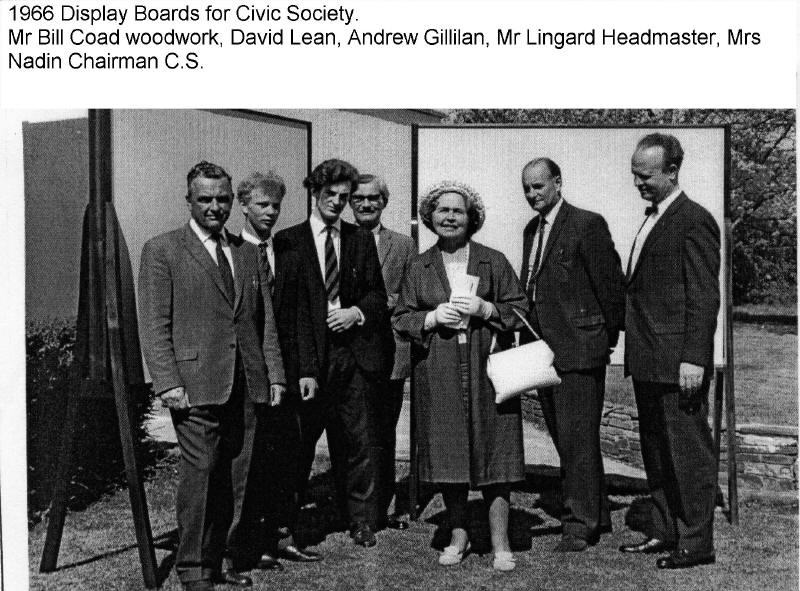 1966 Display Boards for Civic Society.
Mr Bill Coad woodwork, David Lean, Andrew Gillilan, Mr Lingard Headmaster, Mrs
Nadin Chairman C.S.